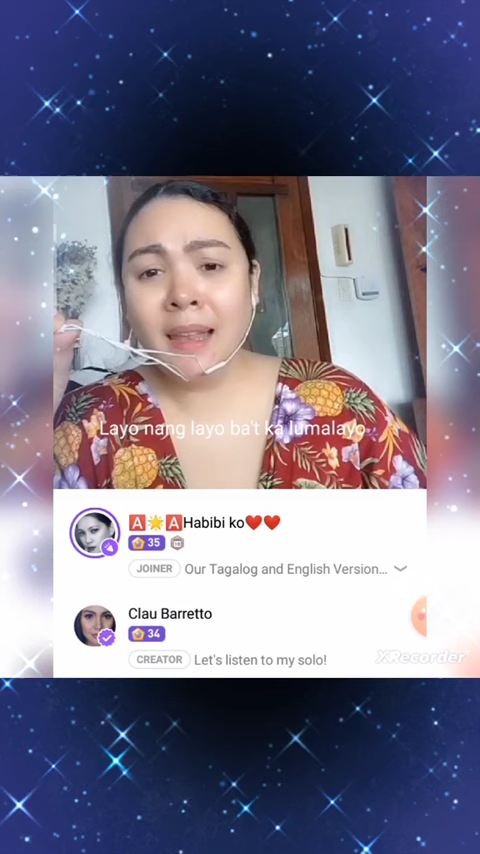 Layo nang layo ba't ka lumalayo
🅰️🌟🅰️Habibi ko❤️❤️
35
JOINER Our Tagalog and English Version...
Clau Barretto
34
CREATOR Let's listen to my solo!
XRecorder